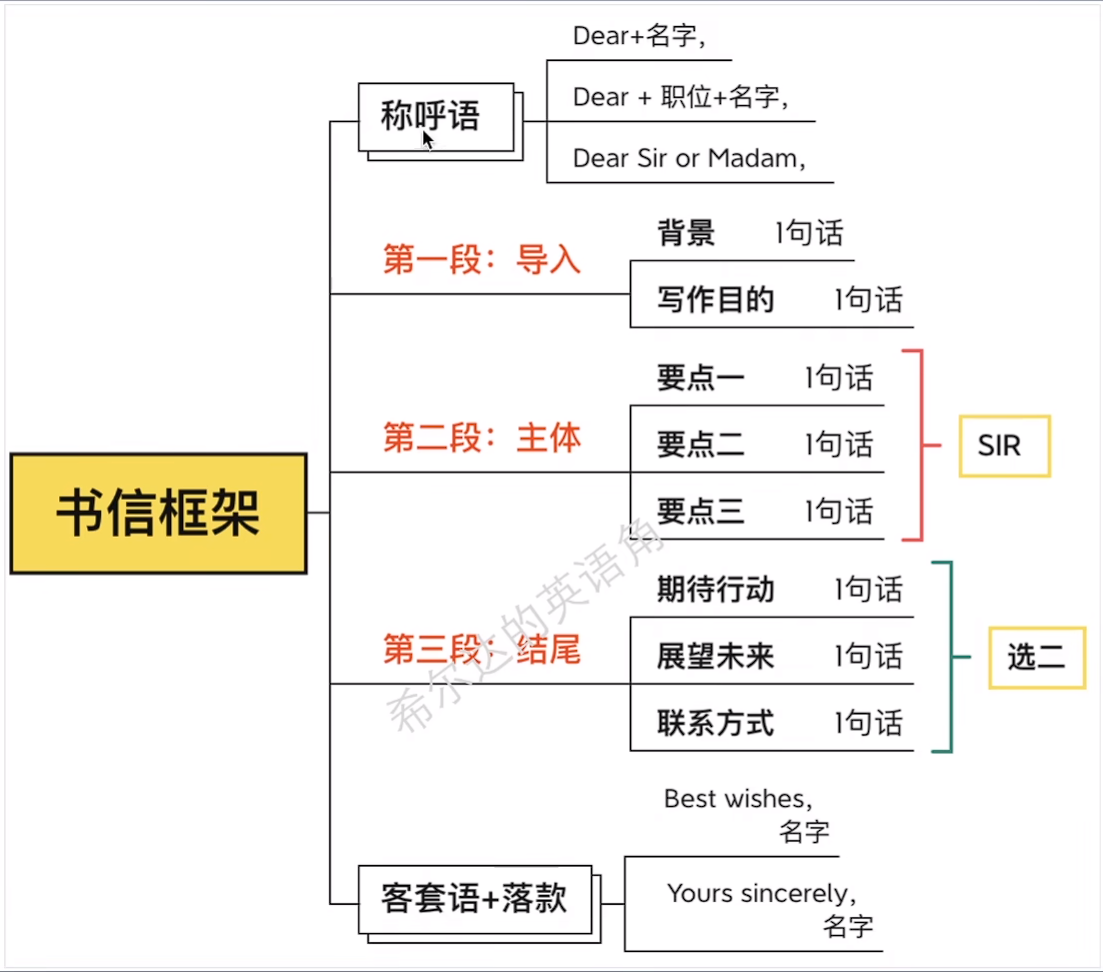 Dear+名字,
Dear + 职位+名字,
称呼语
Dear Sir or Madam,
背景 1句话
第一段：导入
写作目的 1句话
要点一 1句话
第二段：主体
要点二 1句话
SIR
要点三 1句话
书信框架
期待行动 1句话
第三段：结尾
展望未来 1句话
选二
联系方式 1句话
希尔达的英语角
Best wishes,
名字
客套语+落款
Yours sincerely,
名字